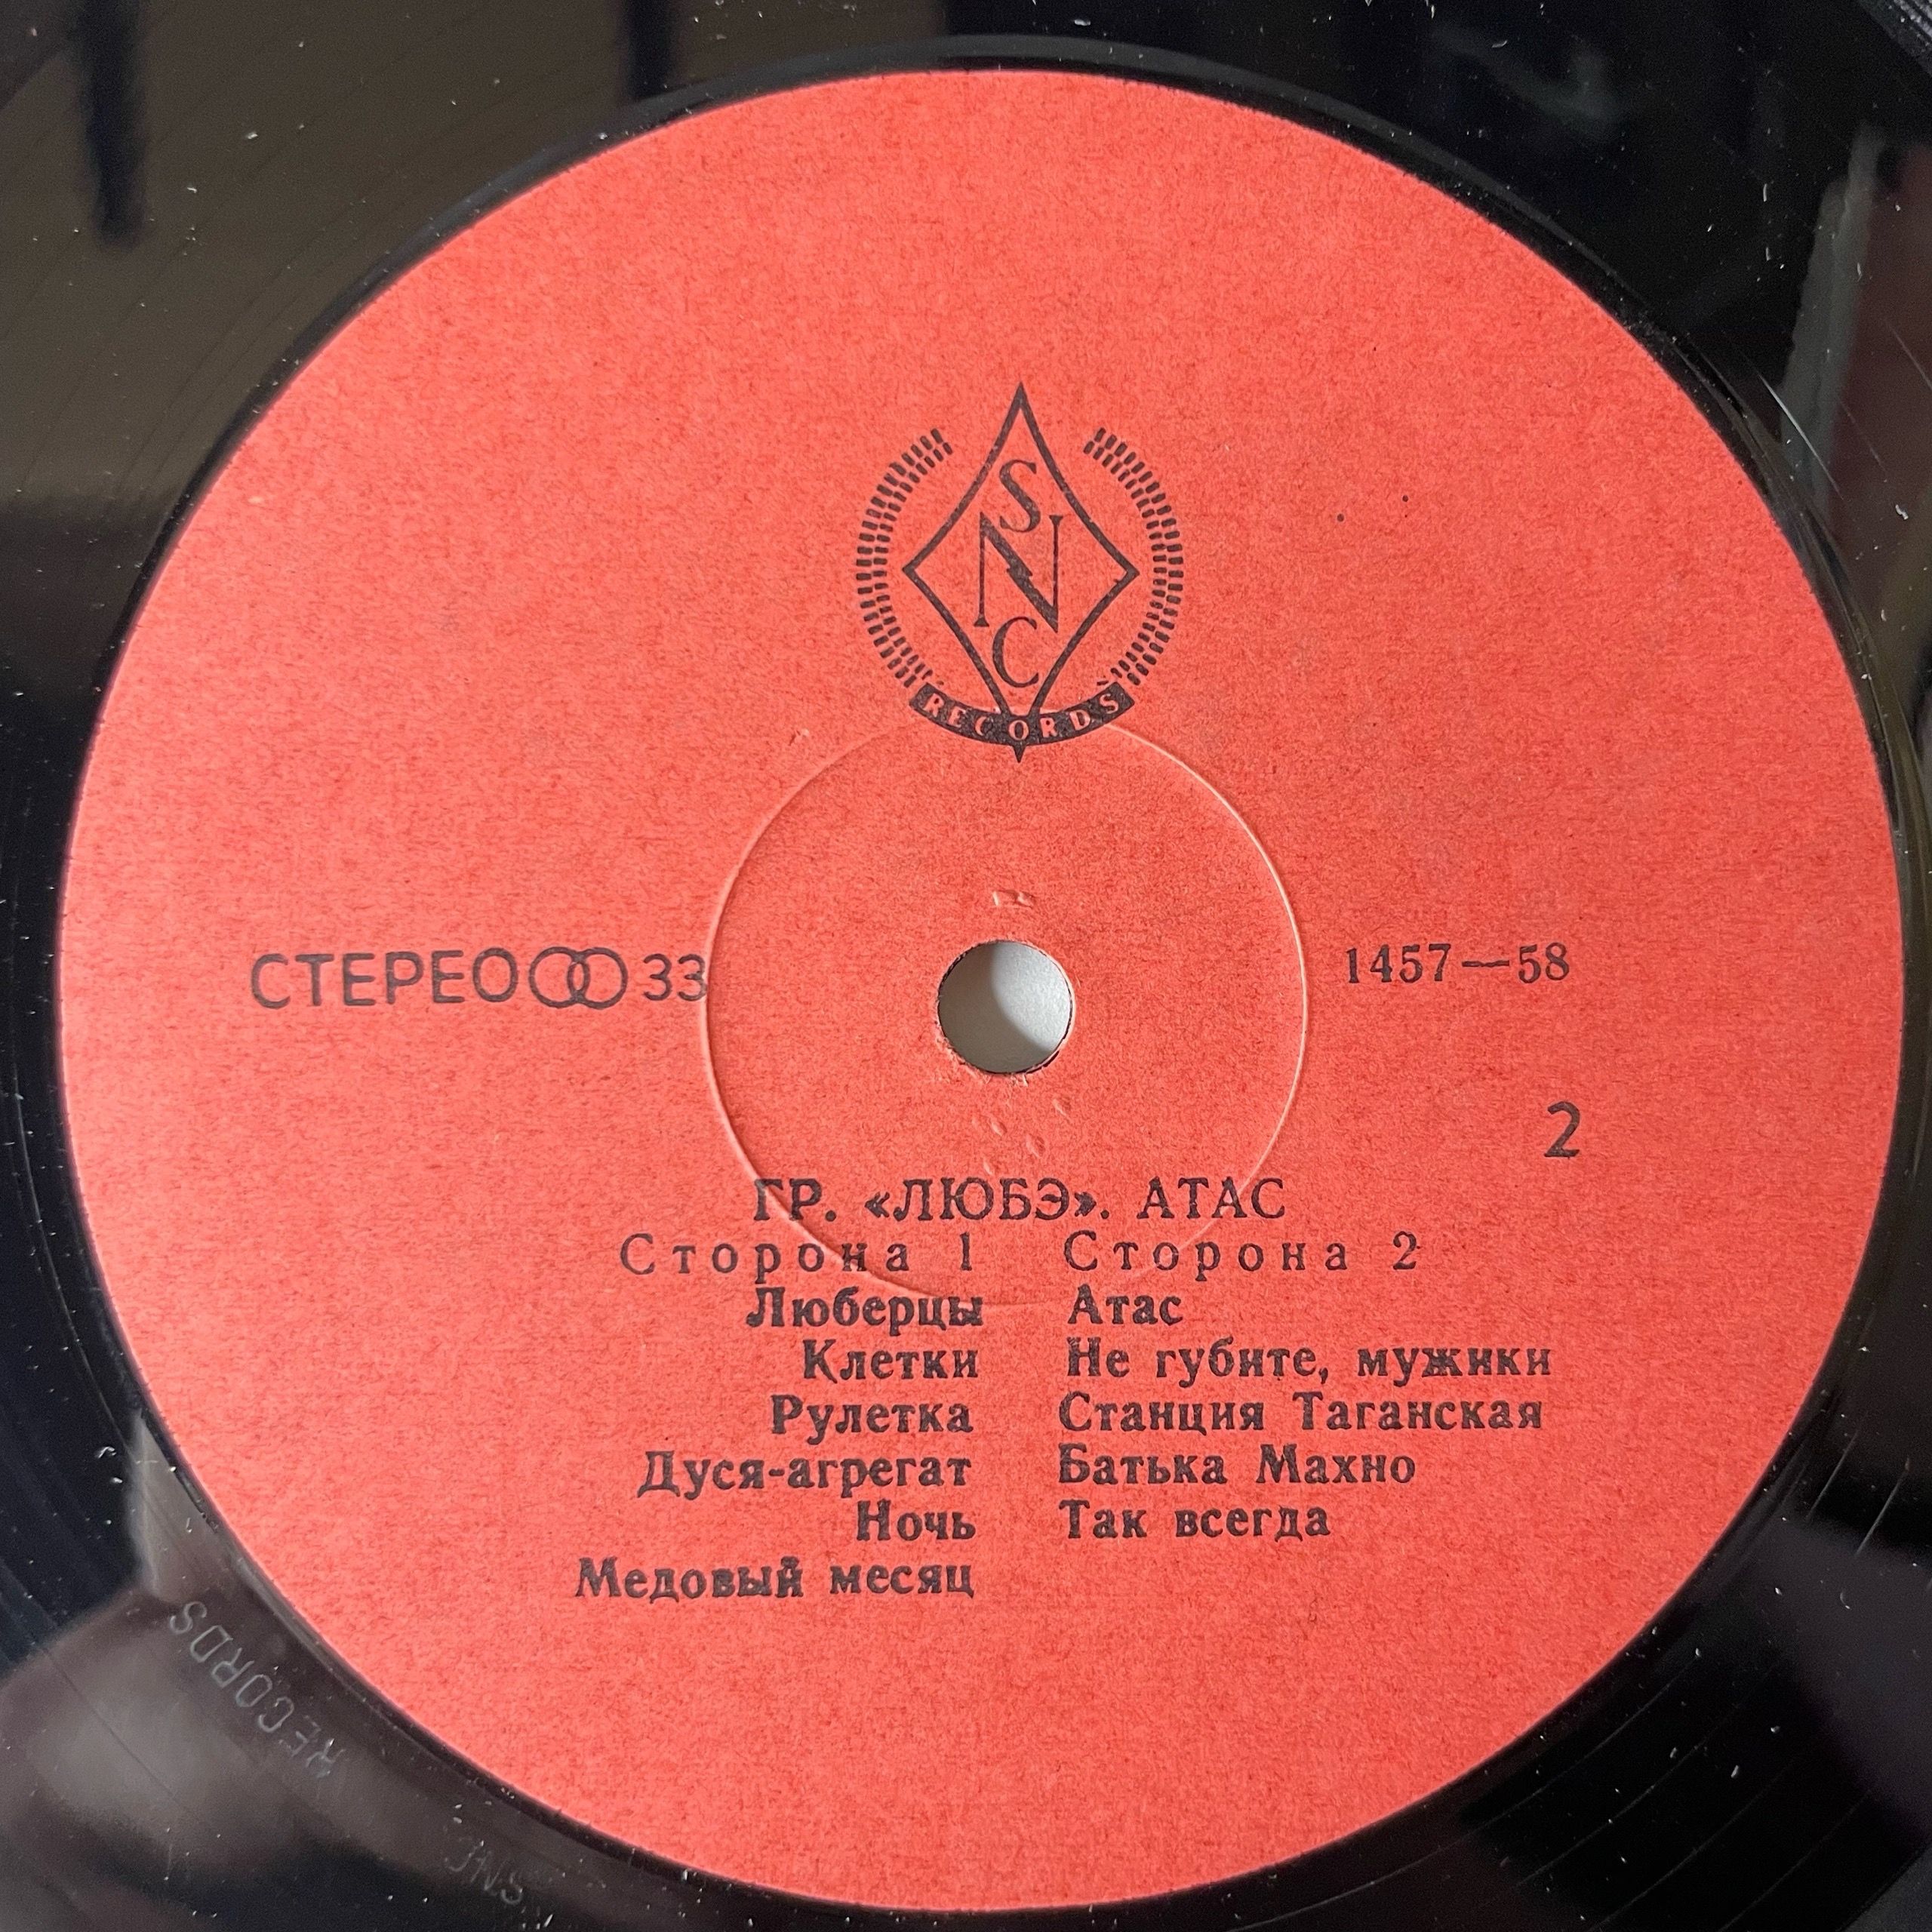 S
N
C
RECORDS
СТЕРЕО 33
1457—58
2
ГР. «ЛЮБЭ». АТАС
Сторона 1 Сторона 2
Люберцы Атас
Клетки Не губите, мужики
Рулетка Станция Таганская
Дуся-агрегат Батька Махно
Ночь Так всегда
Медовый месяц
SNC RECORDS